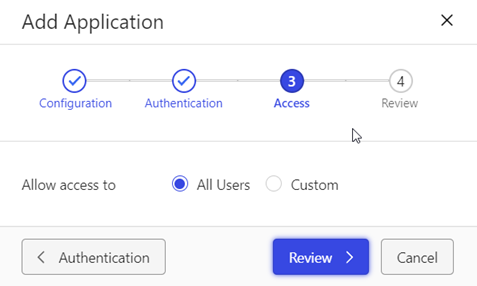 Add Application
3 4
Configuration Authentication Access Review
Allow access to All Users Custom
Authentication Review Cancel